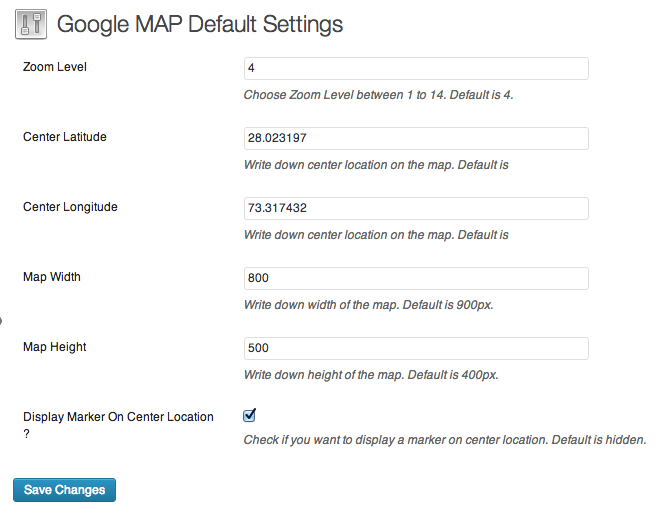 Google MAP Default Settings
Zoom Level
4
Choose Zoom Level between 1 to 14. Default is 4.
Center Latitude
28.023197
Write down center location on the map. Default is
Center Longitude
73.317432
Write down center location on the map. Default is
Map Width
800
Write down width of the map. Default is 900px.
Map Height
500
Write down height of the map. Default is 400px.
Display Marker On Center Location
?
Check if you want to display a marker on center location. Default is hidden.
Save Changes